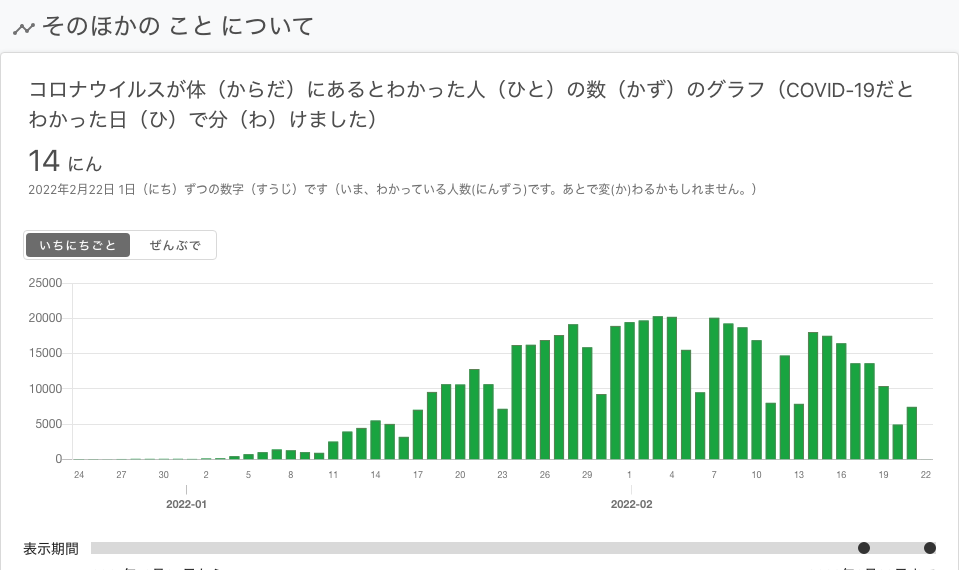 そのほかの こと について
コロナウイルスが体（からだ）にあるとわかった人（ひと）の数（かず）のグラフ（COVID-19だと
わかった日（ひ）で分（わ）けました）
14 にん
2022年2月22日 1日（にち）ずつの数字（すうじ）です（いま、わかっている人数(にんずう)です。あとで変(か)わるかもしれません。）
いちにちごと ぜんぶで
25000
20000
15000
10000
5000
0
24 27 30 2 5 8 11 14 17 20 23 26 29 1 4 7 10 13 16 19 22
2022-01 2022-02
表示期間